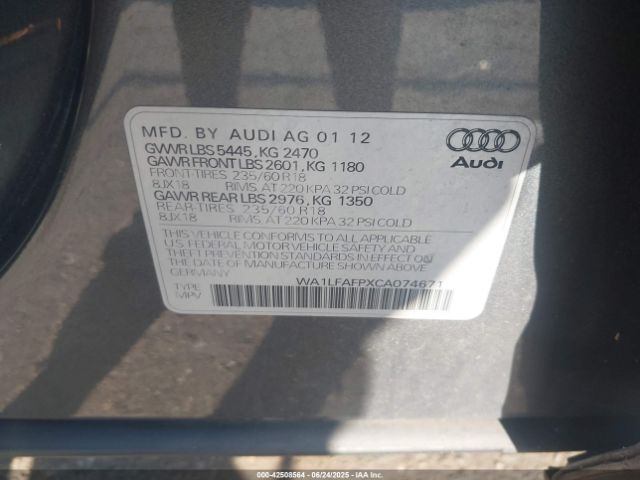 MFD. BY AUDI AG 01 12
GVWR LBS 5445, KG 2470
GAWR FRONT LBS 2601, KG 1180
FRONT-TIRES 235/60 R18
8JX18 RIMS, AT 220 KPA 32 PSI COLD
GAWR REAR LBS 2976, KG 1350
REAR-TIRES 235/60 R18
8JX18 RIMS, AT 220 KPA 32 PSI COLD
THIS VEHICLE CONFORMS TO ALL APPLICABLE
U.S. FEDERAL MOTOR VEHICLE SAFETY AND
THEFT PREVENTION STANDARDS IN EFFECT ON
THE DATE OF MANUFACTURE SHOWN ABOVE
GERMANY
WA1LFAFPXCA074671
TYPE
MPV
Audi
000-42508564 06/24/2025 IAAI.COM